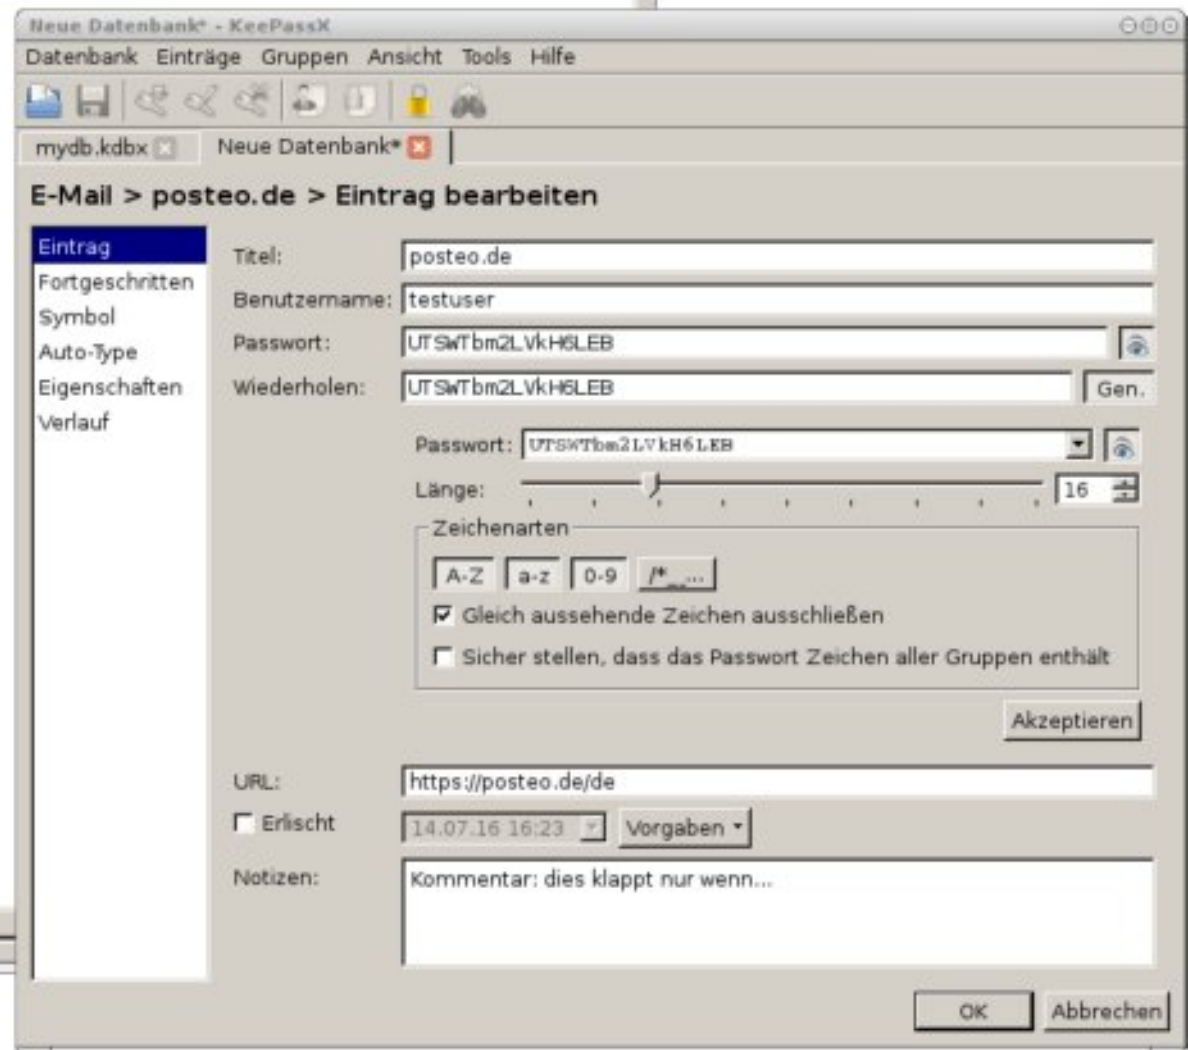 Neue Datenbank* - KeePassX
Datenbank Einträge Gruppen Ansicht Tools Hilfe
mydb.kdbx Neue Datenbank*
E-Mail > posteo.de > Eintrag bearbeiten
Eintrag
Fortgeschritten
Symbol
Auto-Type
Eigenschaften
Verlauf
Titel: posteo.de
Benutzername: testuser
Passwort: UTSWTbm2LVkH6LEB
Wiederholen: UTSWTbm2LVkH6LEB Gen.
Passwort: UTSWTbm2LVkH6LEB
Länge: 16
Zeichenarten
A-Z a-z 0-9 /*_...
Gleich aussehende Zeichen ausschließen
Sicher stellen, dass das Passwort Zeichen aller Gruppen enthält
Akzeptieren
URL: https://posteo.de/de
Erlischt 14.07.16 16:23 Vorgaben
Notizen: Kommentar: dies klappt nur wenn...
OK Abbrechen